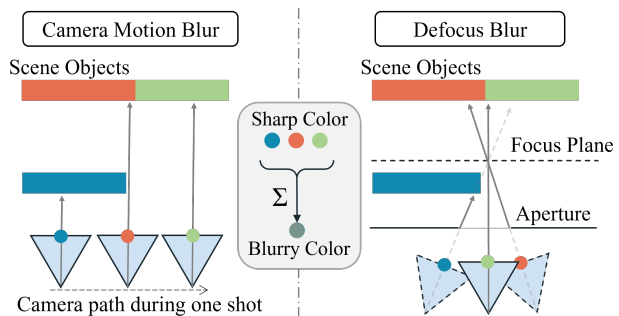 Camera Motion Blur
Scene Objects
Camera path during one shot
Sharp Color
Σ
Blurry Color
Defocus Blur
Scene Objects
Focus Plane
Aperture